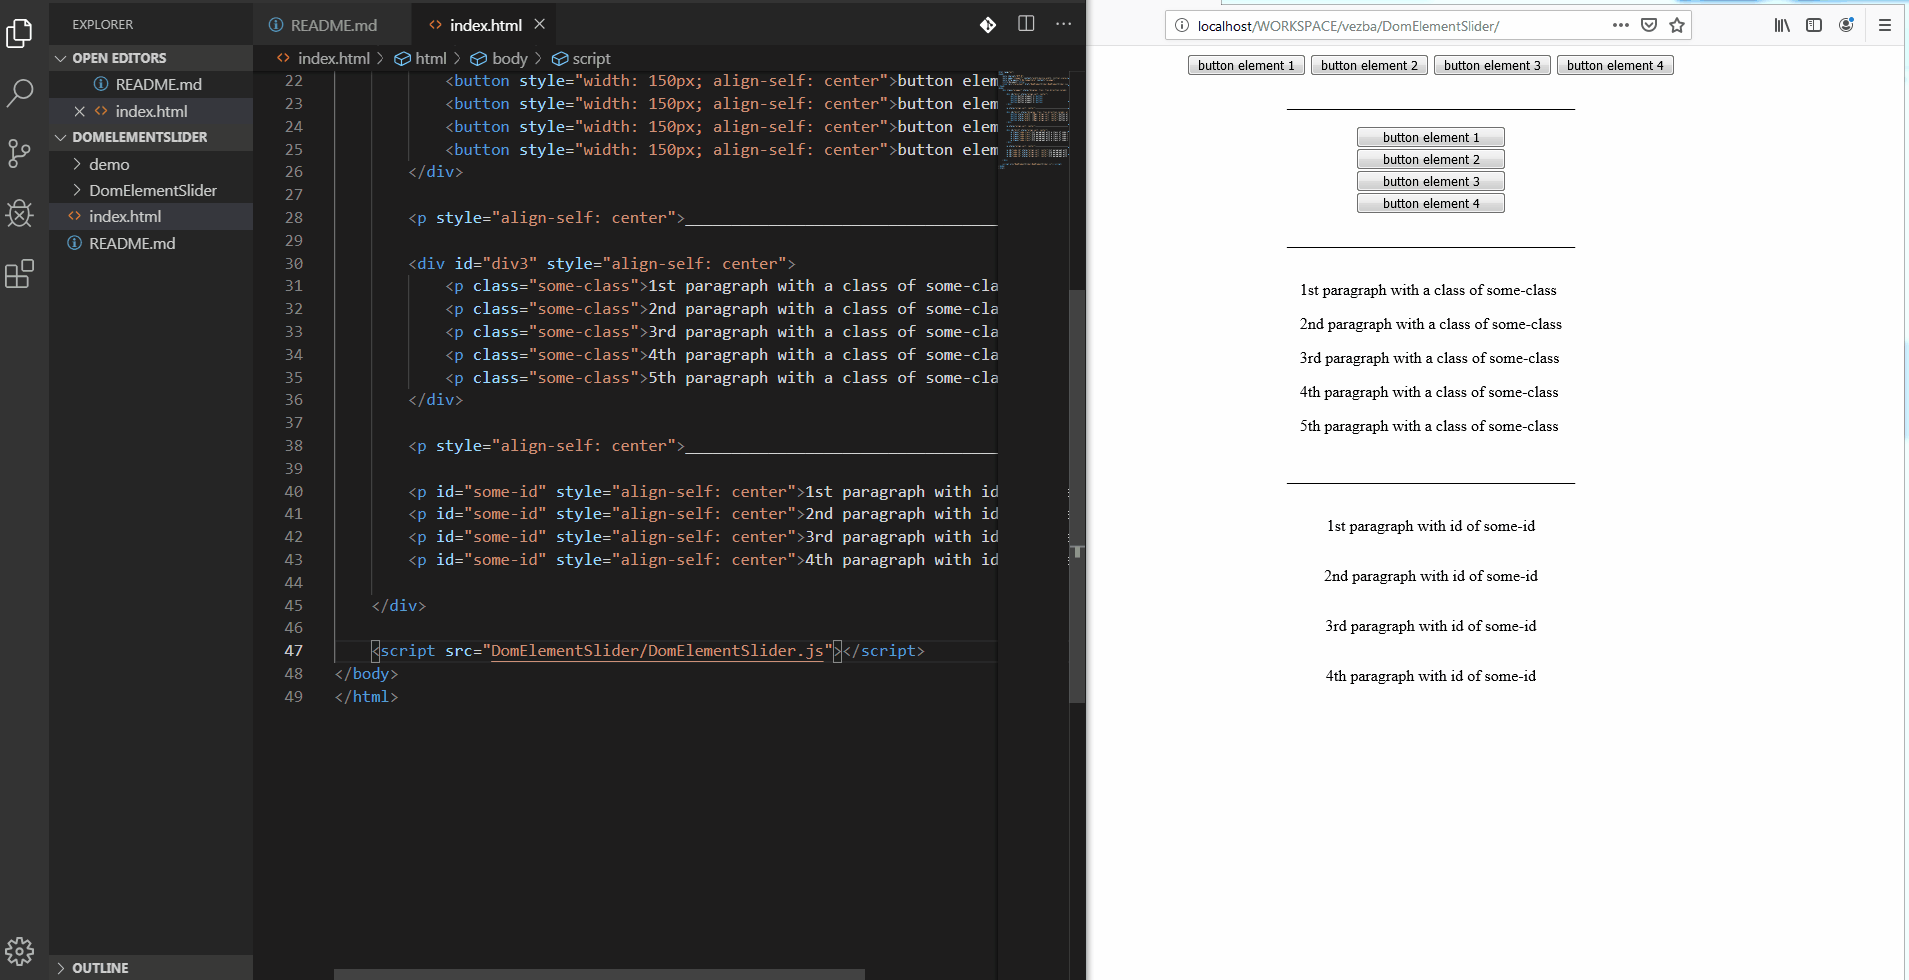 EXPLORER
OPEN EDITORS
README.md
index.html
DOMELEMENTSLIDER
demo
DomElementSlider
index.html
README.md
OUTLINE
README.md
index.html
index.html > html > body > script
22 <button style="width: 150px; align-self: center">button elem
23 <button style="width: 150px; align-self: center">button elem
24 <button style="width: 150px; align-self: center">button elem
25 <button style="width: 150px; align-self: center">button elem
26 </div>
27
28 <p style="align-self: center">__________________________________
29
30 <div id="div3" style="align-self: center">
31 <p class="some-class">1st paragraph with a class of some-cla
32 <p class="some-class">2nd paragraph with a class of some-cla
33 <p class="some-class">3rd paragraph with a class of some-cla
34 <p class="some-class">4th paragraph with a class of some-cla
35 <p class="some-class">5th paragraph with a class of some-cla
36 </div>
37
38 <p style="align-self: center">__________________________________
39
40 <p id="some-id" style="align-self: center">1st paragraph with id
41 <p id="some-id" style="align-self: center">2nd paragraph with id
42 <p id="some-id" style="align-self: center">3rd paragraph with id
43 <p id="some-id" style="align-self: center">4th paragraph with id
44
45 </div>
46
47 <script src="DomElementSlider/DomElementSlider.js"></script>
48 </body>
49 </html>
localhost/WORKSPACE/vezba/DomElementSlider/
button element 1 button element 2 button element 3 button element 4
button element 1
button element 2
button element 3
button element 4
1st paragraph with a class of some-class
2nd paragraph with a class of some-class
3rd paragraph with a class of some-class
4th paragraph with a class of some-class
5th paragraph with a class of some-class
1st paragraph with id of some-id
2nd paragraph with id of some-id
3rd paragraph with id of some-id
4th paragraph with id of some-id